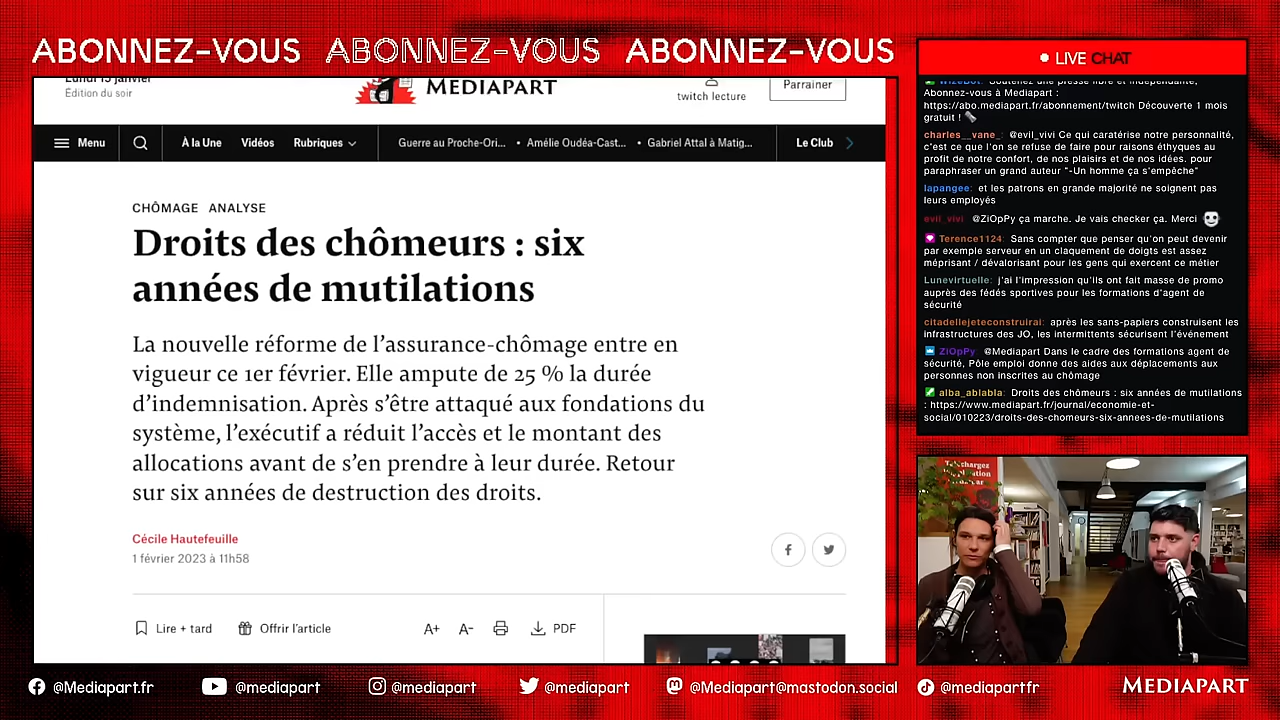 ABONNEZ-VOUS ABONNEZ-VOUS ABONNEZ-VOUS
Lundi 15 janvier
Édition du soir
MEDIAPART
twitch lecture
Parrainer
Menu
À la Une
Vidéos
Rubriques
Guerre au Proche-Ori... • Amélie Oudéa-Cast... • Gabriel Attal à Matig...
Le Club
CHÔMAGE ANALYSE
Droits des chômeurs : six
années de mutilations
La nouvelle réforme de l'assurance-chômage entre en
vigueur ce 1er février. Elle ampute de 25 % la durée
d'indemnisation. Après s'être attaqué aux fondations du
système, l'exécutif a réduit l'accès et le montant des
allocations avant de s'en prendre à leur durée. Retour
sur six années de destruction des droits.
Cécile Hautefeuille
1 février 2023 à 11h58
Lire + tard
Offrir l'article
A+
A-
PDF
LIVE CHAT
WizeBot: Soutenez une presse libre et indépendante,
Abonnez-vous à Mediapart :
https://abo.mediapart.fr/abonnement/twitch Découverte 1 mois
gratuit !
charles__vane_: @evil_vivi Ce qui caratérise notre personnalité,
c'est ce que l'on se refuse de faire pour raisons éthyques au
profit de notre confort, de nos plaisirs et de nos idées. pour
paraphraser un grand auteur "-Un homme ça s'empêche"
lapangee: et les patrons en grande majorité ne soignent pas
leurs employés
evil_vivi: @ZiOpPy ça marche. Je vais checker ça. Merci
Terence1124: Sans compter que penser qu'on peut devenir
par exemple serveur en un claquement de doigts est assez
méprisant / dévalorisant pour les gens qui exercent ce métier
Lunevirtuelle: j'ai l'impression qu'ils ont fait masse de promo
auprès des fédés sportives pour les formations d'agent de
sécurité
citadellejeteconstruirai: après les sans-papiers construisent les
infrastructures des JO, les intermittents sécurisent l'événement
ZiOpPy: @Mediapart Dans le cadre des formations agent de
sécurité, Pôle emploi donne des aides aux déplacements aux
personnes non inscrites au chômage
alba_ablabla: Droits des chômeurs : six années de mutilations
: https://www.mediapart.fr/journal/economie-et-
social/010223/droits-des-chomeurs-six-annees-de-mutilations
Téléchargez
@Mediapart.fr
@mediapart
@mediapart
@mediapart
@Mediapart@mastodon.social
@mediapartfr
MEDIAPART